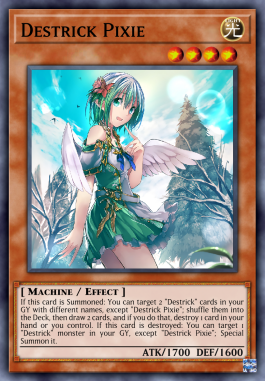 DESTRICK PIXIE
LIGHT
光
[ MACHINE / EFFECT ]
If this card is Summoned: You can target 2 "Destrick" cards in your
GY with different names, except "Destrick Pixie"; shuffle them into
the Deck, then draw 2 cards, and if you do that, destroy 1 card in your
hand or you control. If this card is destroyed: You can target 1
"Destrick" monster in your GY, except "Destrick Pixie"; Special
Summon it.
ATK/1700 DEF/1600